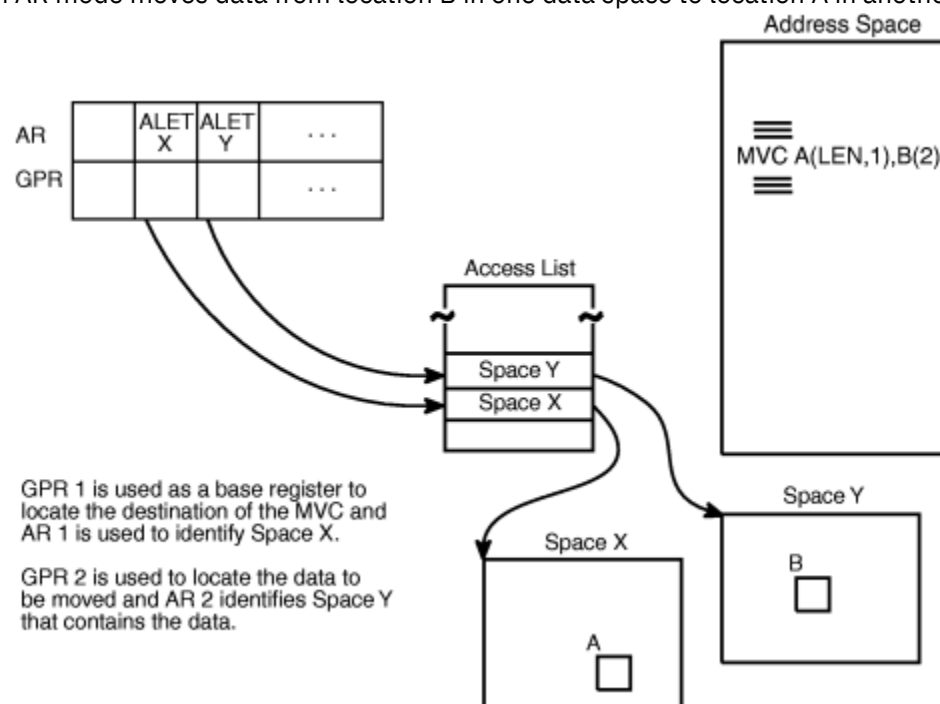 in AR mode moves data from location B in one data space to location A in another
Address Space
AR
ALET X
ALET Y
. . .
GPR
. . .
MVC A(LEN,1),B(2)
Access List
Space Y
Space X
GPR 1 is used as a base register to
locate the destination of the MVC and
AR 1 is used to identify Space X.
GPR 2 is used to locate the data to
be moved and AR 2 identifies Space Y
that contains the data.
Space X
A
Space Y
B